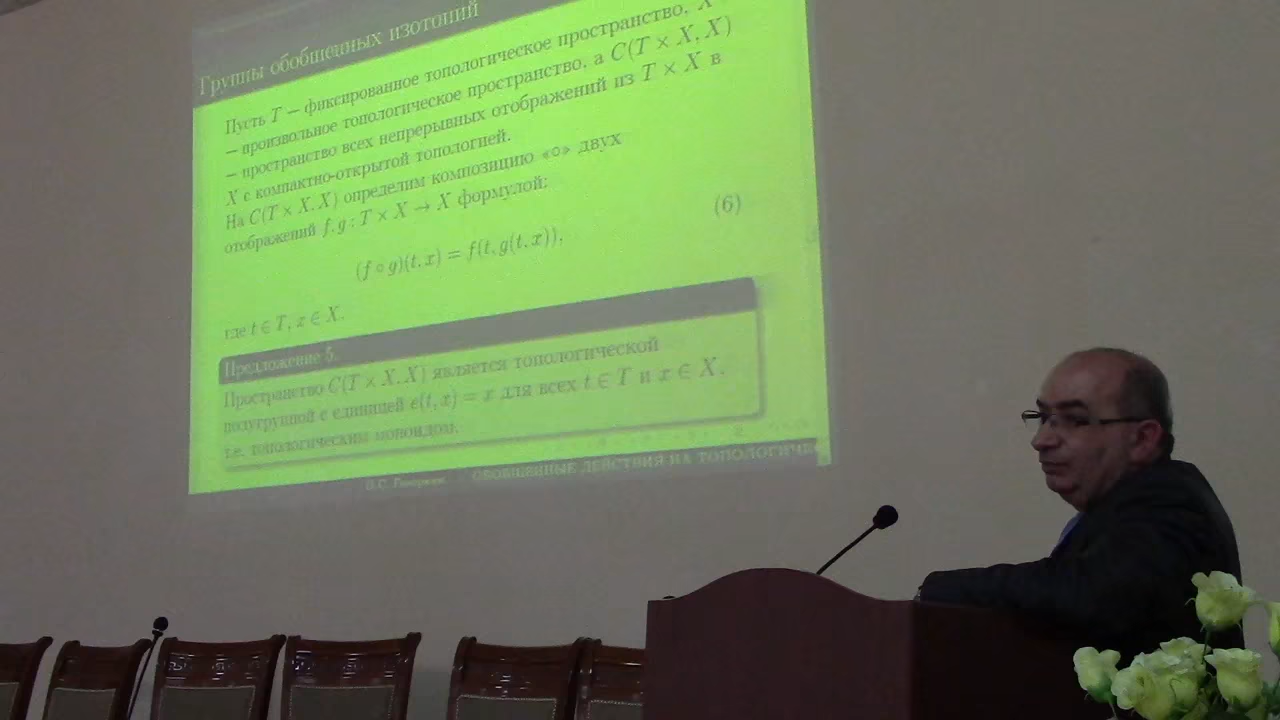 Группы обобщенных изотопий
Пусть T — фиксированное топологическое пространство, X
— произвольное топологическое пространство, а C(T × X, X)
— пространство всех непрерывных отображений из T × X в
X с компактно-открытой топологией.
На C(T × X, X) определим композицию «∘» двух
отображений f, g : T × X → X формулой:
(f ∘ g)(t, x) = f(t, g(t, x)), (6)
где t ∈ T, x ∈ X.
Предложение 5.
Пространство C(T × X, X) является топологической
полугруппой с единицей e(t, x) = x для всех t ∈ T и x ∈ X,
т.е. топологическим моноидом.
ОБОБЩЕННЫЕ ДЕЙСТВИЯ НА ТОПОЛОГИЧЕ